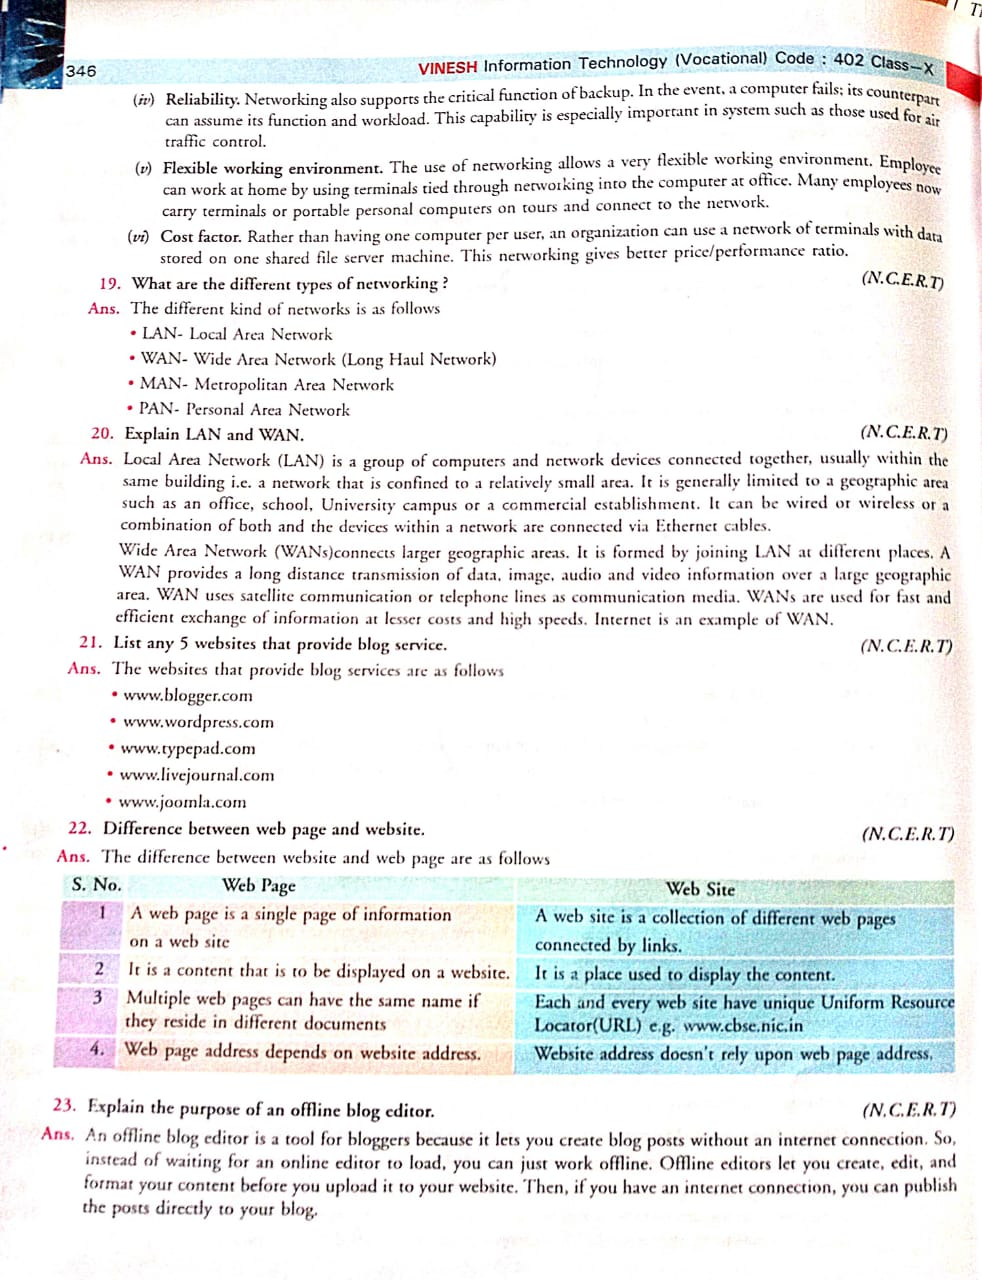 346
VINESH Information Technology (Vocational) Code : 402 Class–X
(iv) Reliability. Networking also supports the critical function of backup. In the event, a computer fails; its counterpart
can assume its function and workload. This capability is especially important in system such as those used for air
traffic control.
(v) Flexible working environment. The use of networking allows a very flexible working environment. Employee
can work at home by using terminals tied through networking into the computer at office. Many employees now
carry terminals or portable personal computers on tours and connect to the network.
(vi) Cost factor. Rather than having one computer per user, an organization can use a network of terminals with data
stored on one shared file server machine. This networking gives better price/performance ratio.
19. What are the different types of networking ? (N.C.E.R.T)
Ans. The different kind of networks is as follows
• LAN- Local Area Network
• WAN- Wide Area Network (Long Haul Network)
• MAN- Metropolitan Area Network
• PAN- Personal Area Network
20. Explain LAN and WAN. (N.C.E.R.T)
Ans. Local Area Network (LAN) is a group of computers and network devices connected together, usually within the
same building i.e. a network that is confined to a relatively small area. It is generally limited to a geographic area
such as an office, school, University campus or a commercial establishment. It can be wired or wireless or a
combination of both and the devices within a network are connected via Ethernet cables.
Wide Area Network (WANs)connects larger geographic areas. It is formed by joining LAN at different places. A
WAN provides a long distance transmission of data, image, audio and video information over a large geographic
area. WAN uses satellite communication or telephone lines as communication media. WANs are used for fast and
efficient exchange of information at lesser costs and high speeds. Internet is an example of WAN.
21. List any 5 websites that provide blog service. (N.C.E.R.T)
Ans. The websites that provide blog services are as follows
• www.blogger.com
• www.wordpress.com
• www.typepad.com
• www.livejournal.com
• www.joomla.com
22. Difference between web page and website. (N.C.E.R.T)
Ans. The difference between website and web page are as follows
S. No. Web Page Web Site
1 A web page is a single page of information A web site is a collection of different web pages
on a web site connected by links.
2 It is a content that is to be displayed on a website. It is a place used to display the content.
3 Multiple web pages can have the same name if Each and every web site have unique Uniform Resource
they reside in different documents Locator(URL) e.g. www.cbse.nic.in
4. Web page address depends on website address. Website address doesn't rely upon web page address.
23. Explain the purpose of an offline blog editor. (N.C.E.R.T)
Ans. An offline blog editor is a tool for bloggers because it lets you create blog posts without an internet connection. So,
instead of waiting for an online editor to load, you can just work offline. Offline editors let you create, edit, and
format your content before you upload it to your website. Then, if you have an internet connection, you can publish
the posts directly to your blog.